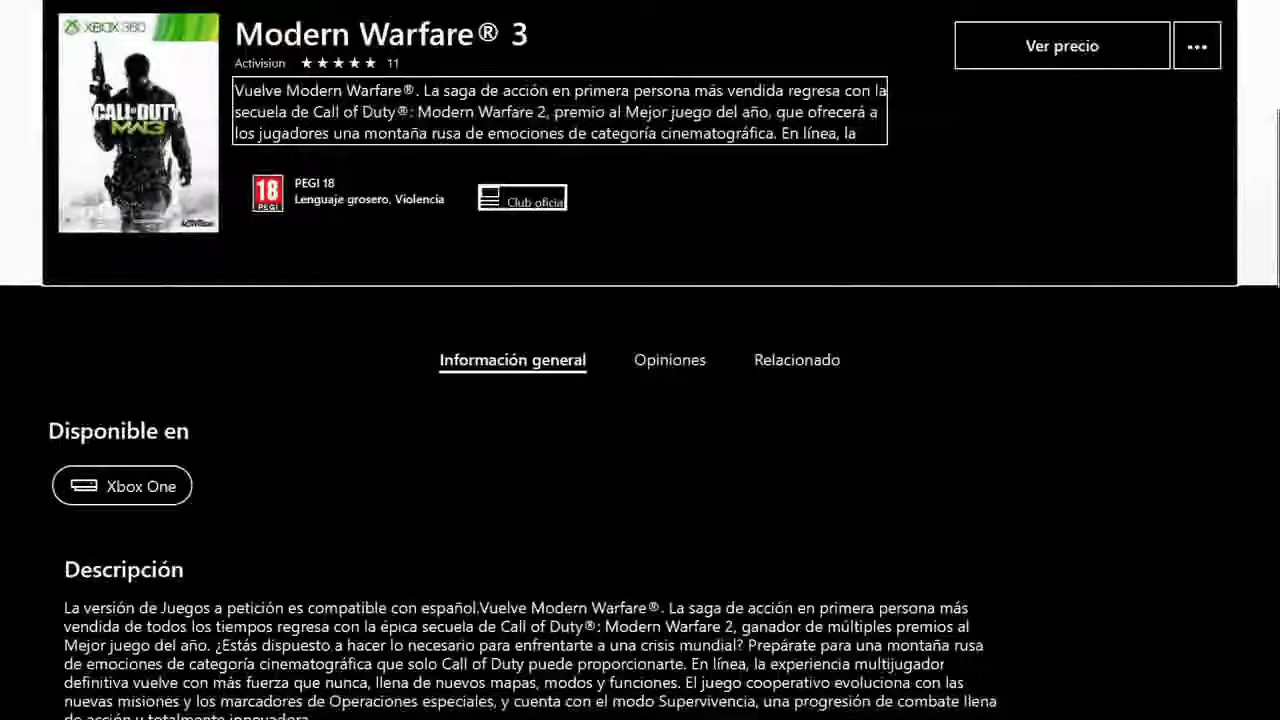 XBOX 360
CALL OF DUTY
MW3
ACTIVISION
Modern Warfare® 3
Activision ★★★★★ 11
Vuelve Modern Warfare®. La saga de acción en primera persona más vendida regresa con la
secuela de Call of Duty®: Modern Warfare 2, premio al Mejor juego del año, que ofrecerá a
los jugadores una montaña rusa de emociones de categoría cinematográfica. En línea, la
Ver precio
18
PEGI
PEGI 18
Lenguaje grosero, Violencia
Club oficia
Información general Opiniones Relacionado
Disponible en
Xbox One
Descripción
La versión de Juegos a petición es compatible con español.Vuelve Modern Warfare®. La saga de acción en primera persona más
vendida de todos los tiempos regresa con la épica secuela de Call of Duty®: Modern Warfare 2, ganador de múltiples premios al
Mejor juego del año. ¿Estás dispuesto a hacer lo necesario para enfrentarte a una crisis mundial? Prepárate para una montaña rusa
de emociones de categoría cinematográfica que solo Call of Duty puede proporcionarte. En línea, la experiencia multijugador
definitiva vuelve con más fuerza que nunca, llena de nuevos mapas, modos y funciones. El juego cooperativo evoluciona con las
nuevas misiones y los marcadores de Operaciones especiales, y cuenta con el modo Supervivencia, una progresión de combate llena
de acción y totalmente innovadora.